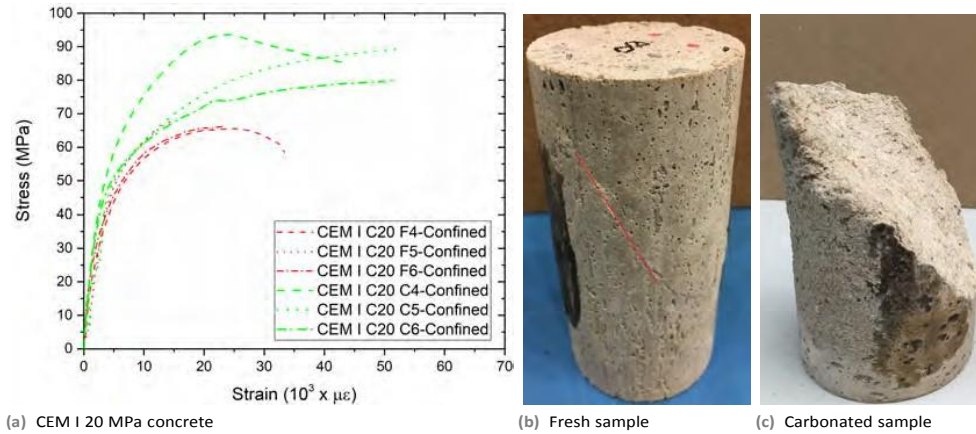 100
90
80
70
60
50
40
30
20
10
0
Stress (MPa)
CEM I C20 F4-Confined
CEM I C20 F5-Confined
CEM I C20 F6-Confined
CEM I C20 C4-Confined
CEM I C20 C5-Confined
CEM I C20 C6-Confined
0 10 20 30 40 50 60 70
Strain (10³ x με)
(a) CEM I 20 MPa concrete
(b) Fresh sample
(c) Carbonated sample